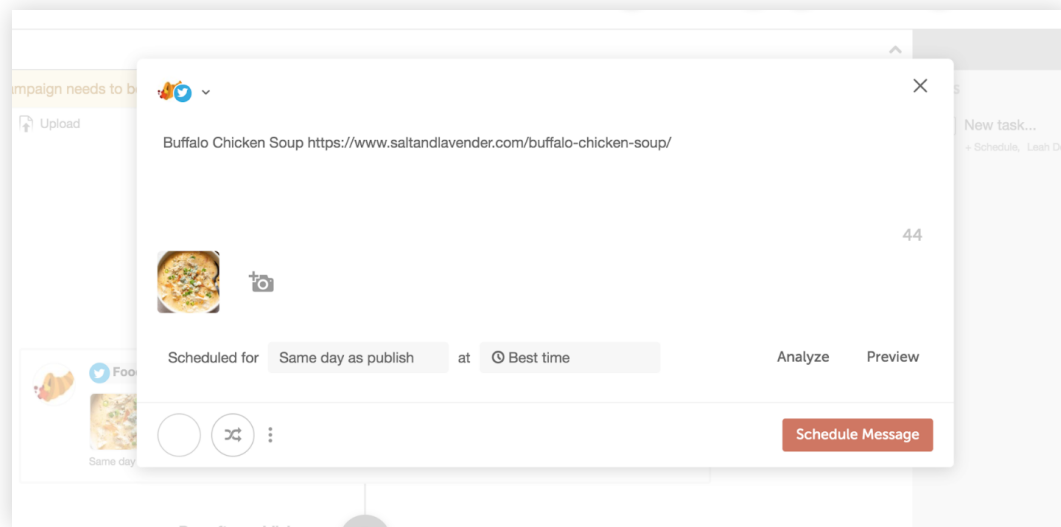 ampaign needs to b
Upload
New task...
+ Schedule, Leah D
Buffalo Chicken Soup https://www.saltandlavender.com/buffalo-chicken-soup/
44
Scheduled for Same day as publish at Best time Analyze Preview
Foo
Same day
Schedule Message